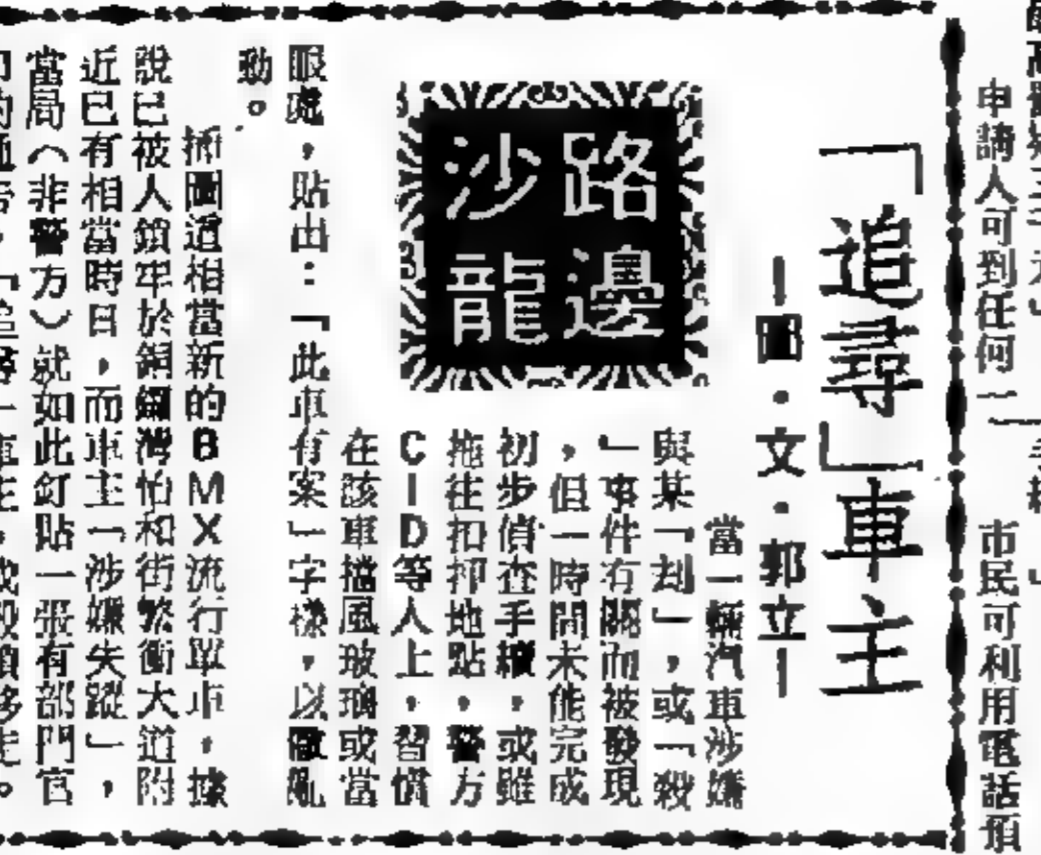 申請人可到任何一
市民可利用電話預
「追尋」車主
—圖·文·郭立—
路邊
沙龍
當一輛汽車涉嫌
與某「刦」，或「殺
」事件有關而被發現
，但一時間未能完成
初步偵查手續，或雖
拖往扣押地點，警方
CID等人上，習慣
在該車擋風玻璃或當
眼處，貼出：「此車有案」字樣，以儆亂
動。
插圖這相當新的BMX流行單車，據
說已被人鎖牢於銅鑼灣怡和街繁衝大道附
近已有相當時日，而車主「涉嫌失蹤」，
當局（非警方）就如此釘貼一張有部門官